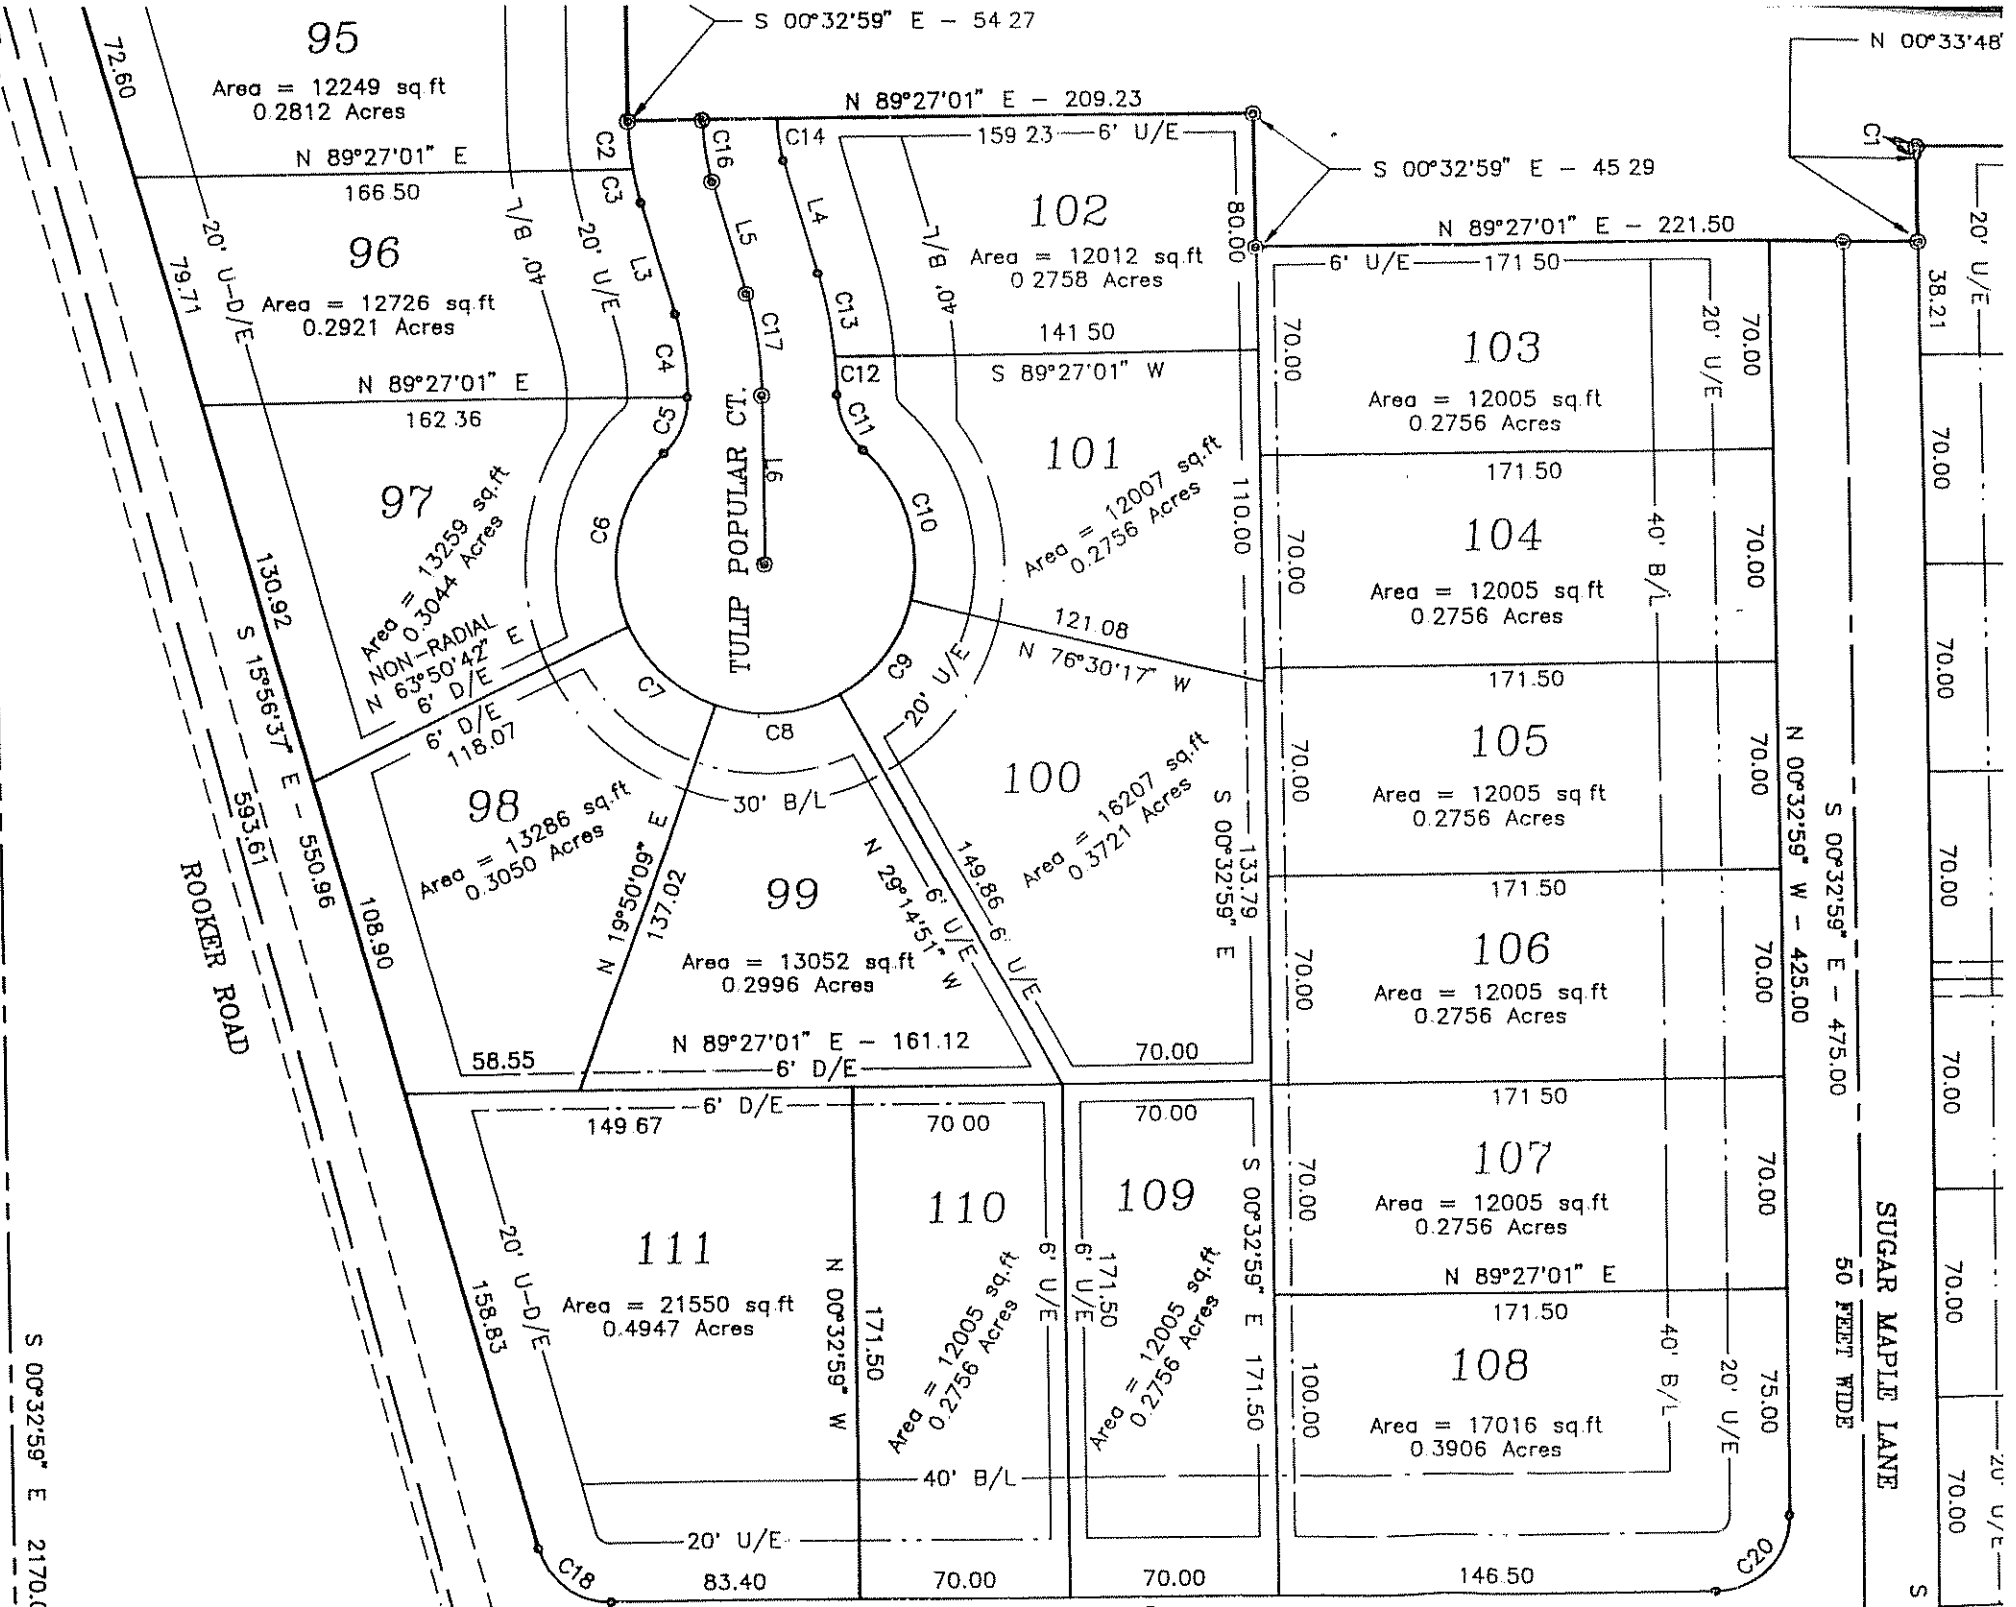 S 00°32'59" E - 54 27
N 00°33'48"
72.60
95
Area = 12249 sq.ft
0.2812 Acres
N 89°27'01" E - 209.23
C2
C16
C14
159 23
6' U/E
C1
N 89°27'01" E
166.50
C3
S 00°32'59" E - 45 29
N 89°27'01" E - 221.50
20' U-D/E
40' B/L
20' U/E
79.71
96
Area = 12726 sq.ft
0.2921 Acres
L3
L5
L4
40' B/L
102
Area = 12012 sq.ft
0 2758 Acres
80.00
6' U/E
171 50
20' U/E
38.21
C4
C17
C13
141 50
S 89°27'01" W
N 89°27'01" E
162 36
C5
C12
C11
70.00
103
Area = 12005 sq.ft
0.2756 Acres
20' U/E
70.00
171.50
70.00
TULIP POPULAR CT.
L6
97
Area = 13259 sq.ft
0.3044 Acres
NON-RADIAL
N 63°50'42" E
6' D/E
C6
C10
101
Area = 12007 sq.ft
0.2756 Acres
110.00
70.00
104
Area = 12005 sq.ft
0.2756 Acres
40' B/L
70.00
171.50
70.00
130.92
S 15°56'37" E - 550.96
593.61
ROOKER ROAD
6' D/E
118.07
C7
C8
C9
20' U/E
121.08
N 76°30'17" W
70.00
105
Area = 12005 sq ft
0.2756 Acres
70.00
171.50
N 00°32'59" W - 425.00
S 00°32'59" E - 475.00
70.00
98
Area = 13286 sq.ft
0.3050 Acres
30' B/L
100
Area = 16207 sq.ft
0.3721 Acres
S 00°32'59" E
133.79
108.90
N 19°50'09" E
137.02
99
Area = 13052 sq.ft
0.2996 Acres
N 29°14'51" W
6' U/E
149.86
6' U/E
70.00
106
Area = 12005 sq.ft
0.2756 Acres
70.00
70.00
N 89°27'01" E - 161.12
58.55
6' D/E
70.00
171 50
6' D/E
149 67
70 00
70.00
111
Area = 21550 sq.ft
0.4947 Acres
20' U-D/E
158.83
N 00°32'59" W
171.50
110
Area = 12005 sq.ft
0.2756 Acres
6' U/E
6' U/E
171.50
109
Area = 12005 sq.ft
0.2756 Acres
S 00°32'59" E 171.50
70.00
107
Area = 12005 sq.ft
0.2756 Acres
70.00
N 89°27'01" E
171.50
SUGAR MAPLE LANE
50 FEET WIDE
70.00
100.00
108
Area = 17016 sq.ft
0.3906 Acres
40' B/L
20' U/E
75.00
70.00
20' U/E
S 00°32'59" E 2170.0
40' B/L
20' U/E
C18
83.40
70.00
70.00
146.50
C20
S